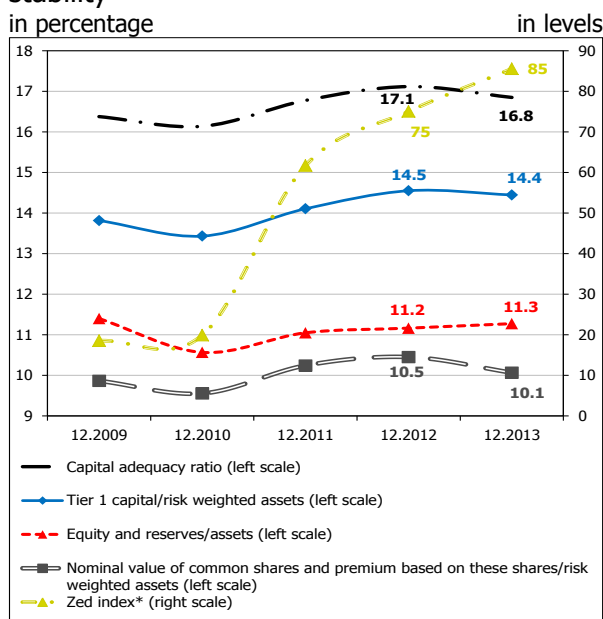 Stability
in percentage in levels
18 90
17 80
16 70
15 60
14 50
13 40
12 30
11 20
10 10
9 0
85
17.1
16.8
75
14.5
14.4
11.2
11.3
10.5
10.1
12.2009 12.2010 12.2011 12.2012 12.2013
Capital adequacy ratio (left scale)
Tier 1 capital/risk weighted assets (left scale)
Equity and reserves/assets (left scale)
Nominal value of common shares and premium based on these shares/risk
weighted assets (left scale)
Zed index* (right scale)